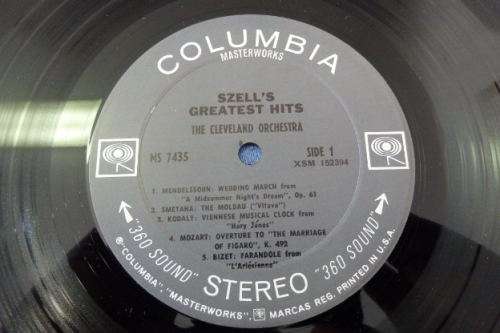 COLUMBIA
MASTERWORKS
SZELL'S
GREATEST HITS
THE CLEVELAND ORCHESTRA
MS 7435
SIDE 1
XSM 152394
1. MENDELSSOHN: WEDDING MARCH from
"A Midsummer Night's Dream", Op. 61
2. SMETANA: THE MOLDAU ("Vltava")
3. KODALY: VIENNESE MUSICAL CLOCK from
"Háry János"
4. MOZART: OVERTURE TO "THE MARRIAGE
OF FIGARO", K. 492
5. BIZET: FARANDOLE from
"L'Arlésienne"
"360 SOUND" STEREO "360 SOUND"
® "COLUMBIA", "MASTERWORKS", MARCAS REG. PRINTED IN U.S.A.